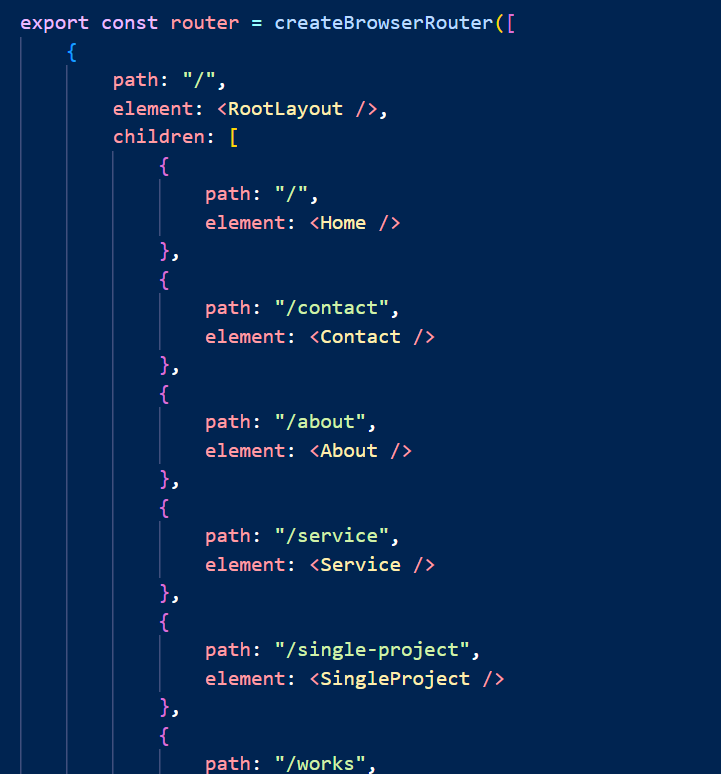 export const router = createBrowserRouter([
{
path: "/",
element: <RootLayout />,
children: [
{
path: "/",
element: <Home />
},
{
path: "/contact",
element: <Contact />
},
{
path: "/about",
element: <About />
},
{
path: "/service",
element: <Service />
},
{
path: "/single-project",
element: <SingleProject />
},
{
path: "/works",